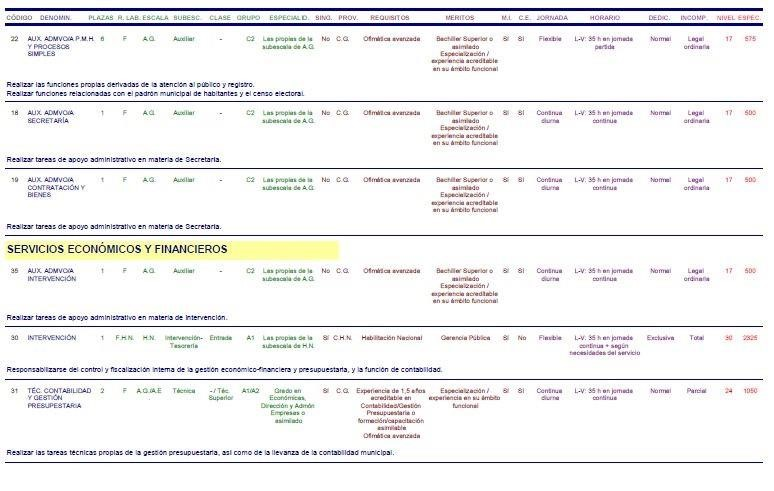 CÓDIGO DENOMIN. PLAZAS R. LAB. ESCALA SUBESC. CLASE GRUPO ESPECIALID. SING. PROV. REQUISITOS MERITOS M.I. C.E. JORNADA HORARIO DEDIC. INCOMP. NIVEL ESPEC.
22 AUX. ADMVO/A P.M.H. 6 F A.G. Auxiliar - C2 Las propias de la No C.G. Ofimática avanzada Bachiller Superior o SI SI Flexible L-V: 35 h en jornada Normal Legal 17 575
Y PROCESOS subescala de A.G. asimilado partida ordinaria
SIMPLES Especialización /
experiencia acreditable
en su ámbito funcional
Realizar las funciones propias derivadas de la atención al público y registro.
Realizar funciones relacionadas con el padrón municipal de habitantes y el censo electoral.
18 AUX. ADMVO/A 1 F A.G. Auxiliar - C2 Las propias de la No C.G. Ofimática avanzada Bachiller Superior o SI SI Continua L-V: 35 h en jornada Normal Legal 17 500
SECRETARÍA subescala de A.G. asimilado diurna continua ordinaria
Especialización /
experiencia acreditable
en su ámbito funcional
Realizar tareas de apoyo administrativo en materia de Secretaria.
19 AUX. ADMVO/A 1 F A.G. Auxiliar - C2 Las propias de la No C.G. Ofimática avanzada Bachiller Superior o SI SI Continua L-V: 35 h en jornada Normal Legal 17 500
CONTRATACIÓN Y subescala de A.G. asimilado diurna continua ordinaria
BIENES Especialización /
experiencia acreditable
en su ámbito funcional
Realizar tareas de apoyo administrativo en materia de Secretaria.
SERVICIOS ECONÓMICOS Y FINANCIEROS
35 AUX. ADMVO/A 1 F A.G. Auxiliar - C2 Las propias de la No C.G. Ofimática avanzada Bachiller Superior o SI SI Continua L-V: 35 h en jornada Normal Legal 17 500
INTERVENCIÓN subescala de A.G. asimilado diurna continua ordinaria
Especialización /
experiencia acreditable
en su ámbito funcional
Realizar tareas de apoyo administrativo en materia de Intervención.
30 INTERVENCIÓN 1 F.H.N. H.N. Intervención- Entrada A1 Las propias de la SI C.H.N. Habilitación Nacional Gerencia Pública SI No Flexible L-V: 35 h en jornada Exclusiva Total 30 2325
Tesorería subescala de H.N. continua + según
necesidades del servicio
Responsabilizarse del control y fiscalización interna de la gestión económico-financiera y presupuestaria, y la función de contabilidad.
31 TÉC. CONTABILIDAD 2 F A.G./A.E Técnica - / Téc. A1/A2 Grado en SI C.G. Experiencia de 1,5 años Especialización / SI SI Continua L-V: 35 h en jornada Normal Parcial 24 1050
Y GESTIÓN Superior Económicas, acreditable en experiencia en su ámbito diurna continua
PRESUPESTARIA Dirección y Admón Contabilidad/Gestión funcional
Empresas o Presupuestaria o
asimilado formación/capacitación
asimilable
Ofimática avanzada
Realizar las tareas técnicas propias de la gestión presupuestaria, así como de la llevanza de la contabilidad municipal.